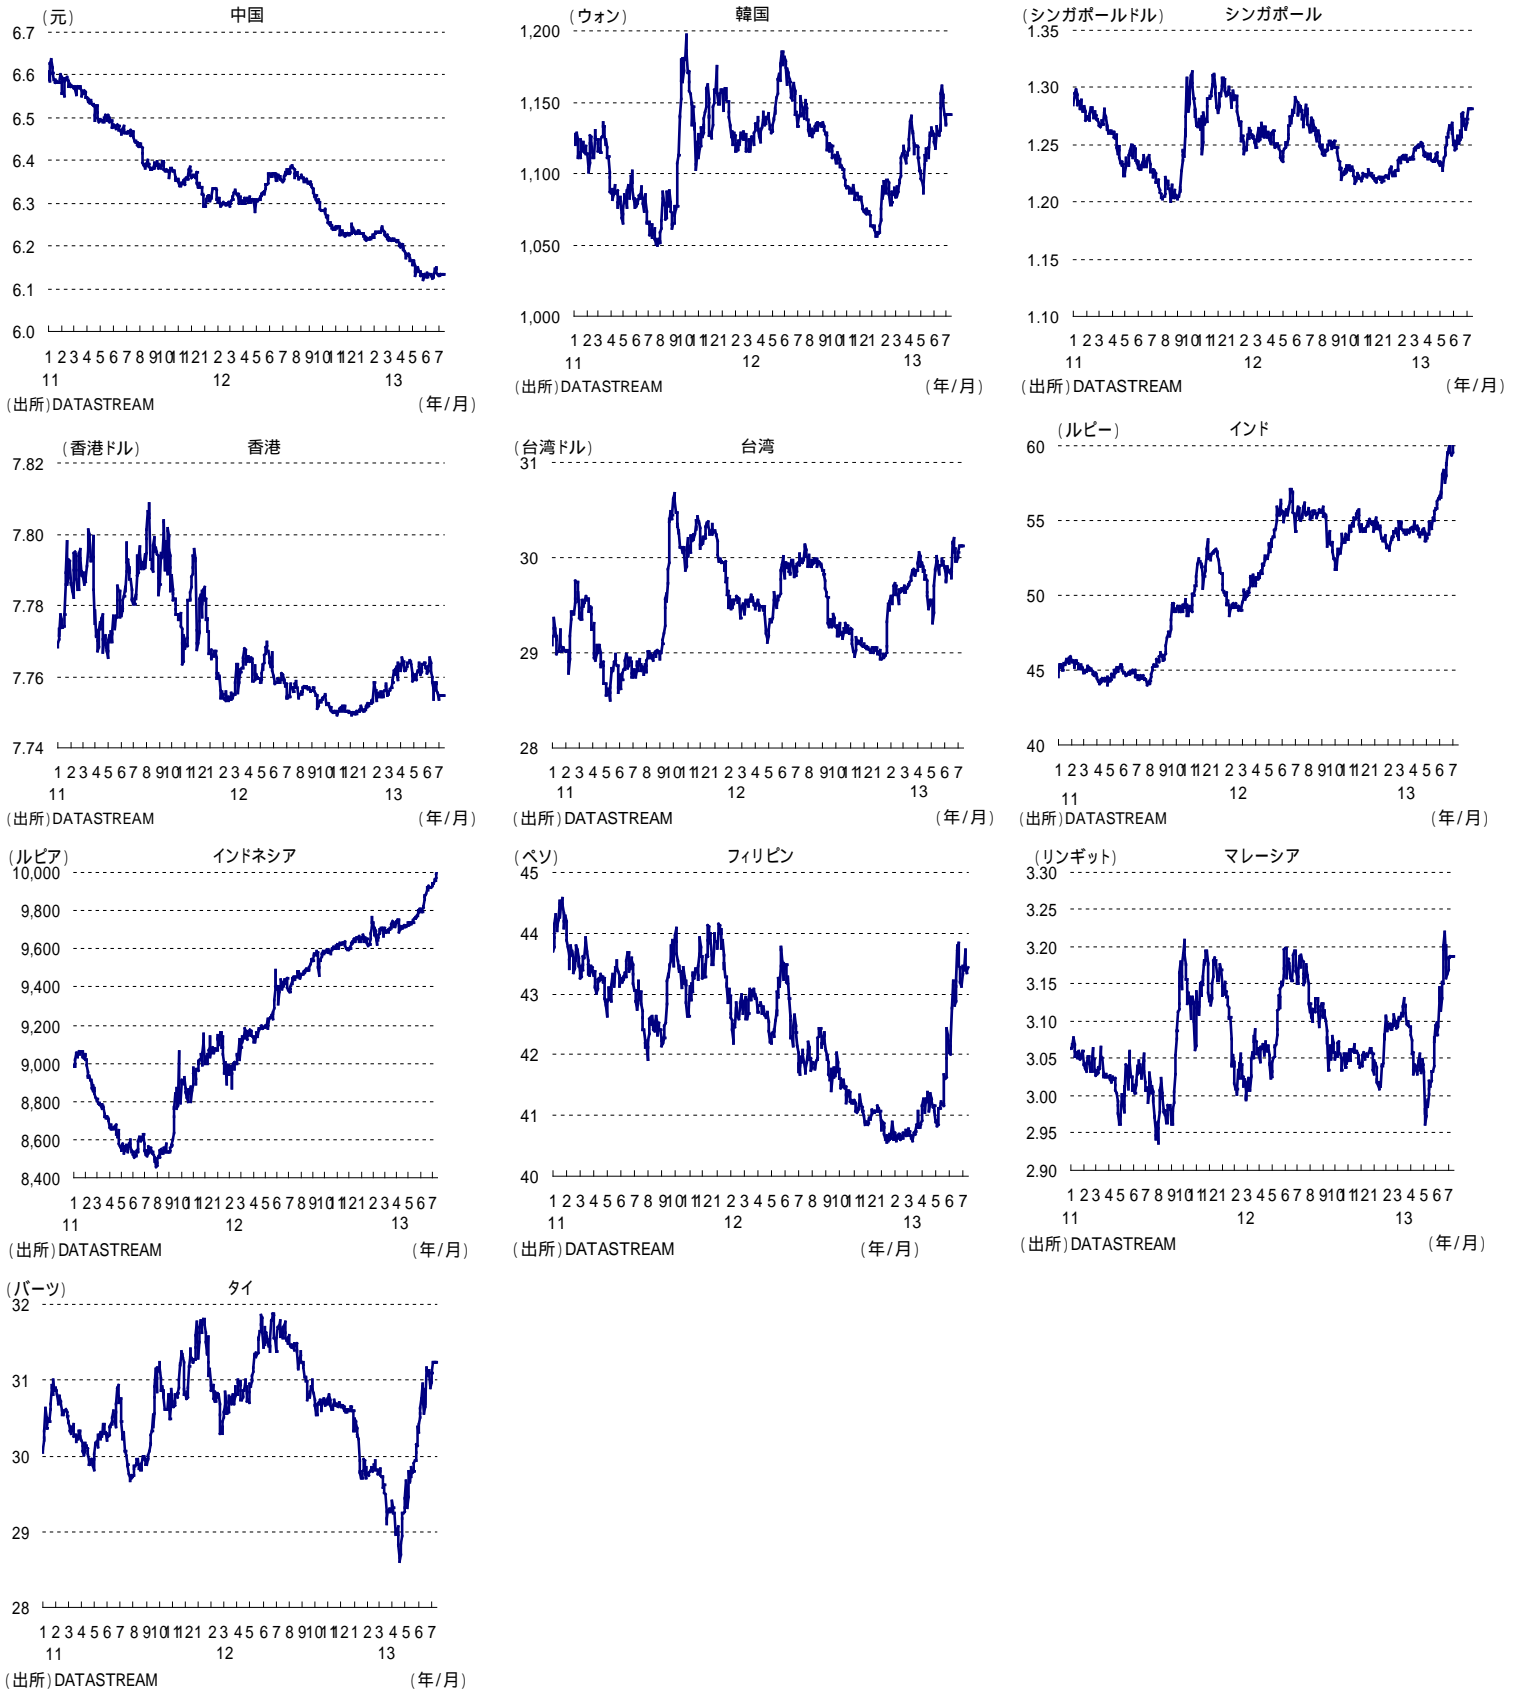 (元) 中国
6.7
6.6
6.5
6.4
6.3
6.2
6.1
6.0
1 2 3 4 5 6 7 8 9 10 11 12 1 2 3 4 5 6 7 8 9 10 11 12 1 2 3 4 5 6 7
11 12 13
(出所)DATASTREAM (年/月)
(ウォン) 韓国
1,200
1,150
1,100
1,050
1,000
1 2 3 4 5 6 7 8 9 10 11 12 1 2 3 4 5 6 7 8 9 10 11 12 1 2 3 4 5 6 7
11 12 13
(出所)DATASTREAM (年/月)
(シンガポールドル) シンガポール
1.35
1.30
1.25
1.20
1.15
1.10
1 2 3 4 5 6 7 8 9 10 11 12 1 2 3 4 5 6 7 8 9 10 11 12 1 2 3 4 5 6 7
11 12 13
(出所)DATASTREAM (年/月)
(香港ドル) 香港
7.82
7.80
7.78
7.76
7.74
1 2 3 4 5 6 7 8 9 10 11 12 1 2 3 4 5 6 7 8 9 10 11 12 1 2 3 4 5 6 7
11 12 13
(出所)DATASTREAM (年/月)
(台湾ドル) 台湾
31
30
29
28
1 2 3 4 5 6 7 8 9 10 11 12 1 2 3 4 5 6 7 8 9 10 11 12 1 2 3 4 5 6 7
11 12 13
(出所)DATASTREAM (年/月)
(ルピー) インド
60
55
50
45
40
1 2 3 4 5 6 7 8 9 10 11 12 1 2 3 4 5 6 7 8 9 10 11 12 1 2 3 4 5 6 7
11 12 13
(出所)DATASTREAM (年/月)
(ルピア) インドネシア
10,000
9,800
9,600
9,400
9,200
9,000
8,800
8,600
8,400
1 2 3 4 5 6 7 8 9 10 11 12 1 2 3 4 5 6 7 8 9 10 11 12 1 2 3 4 5 6 7
11 12 13
(出所)DATASTREAM (年/月)
(ペソ) フィリピン
45
44
43
42
41
40
1 2 3 4 5 6 7 8 9 10 11 12 1 2 3 4 5 6 7 8 9 10 11 12 1 2 3 4 5 6 7
11 12 13
(出所)DATASTREAM (年/月)
(リンギット) マレーシア
3.30
3.25
3.20
3.15
3.10
3.05
3.00
2.95
2.90
1 2 3 4 5 6 7 8 9 10 11 12 1 2 3 4 5 6 7 8 9 10 11 12 1 2 3 4 5 6 7
11 12 13
(出所)DATASTREAM (年/月)
(バーツ) タイ
32
31
30
29
28
1 2 3 4 5 6 7 8 9 10 11 12 1 2 3 4 5 6 7 8 9 10 11 12 1 2 3 4 5 6 7
11 12 13
(出所)DATASTREAM (年/月)